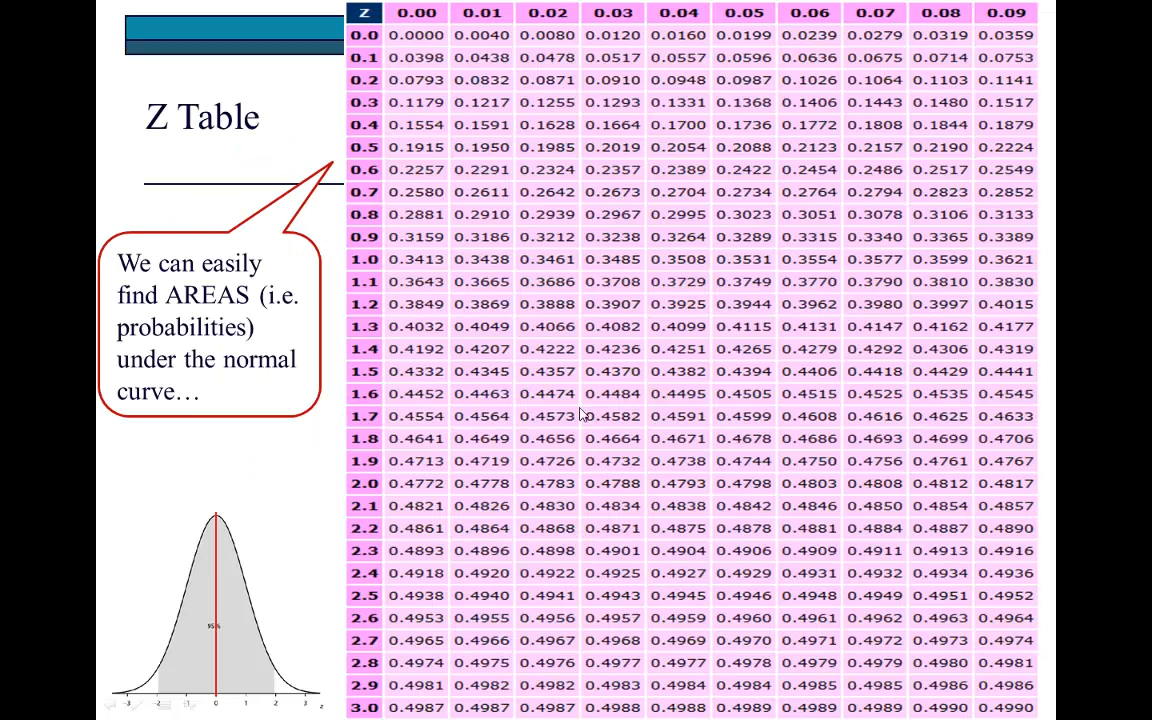 Z Table
We can easily
find AREAS (i.e.
probabilities)
under the normal
curve…
Z 0.00 0.01 0.02 0.03 0.04 0.05 0.06 0.07 0.08 0.09
0.0 0.0000 0.0040 0.0080 0.0120 0.0160 0.0199 0.0239 0.0279 0.0319 0.0359
0.1 0.0398 0.0438 0.0478 0.0517 0.0557 0.0596 0.0636 0.0675 0.0714 0.0753
0.2 0.0793 0.0832 0.0871 0.0910 0.0948 0.0987 0.1026 0.1064 0.1103 0.1141
0.3 0.1179 0.1217 0.1255 0.1293 0.1331 0.1368 0.1406 0.1443 0.1480 0.1517
0.4 0.1554 0.1591 0.1628 0.1664 0.1700 0.1736 0.1772 0.1808 0.1844 0.1879
0.5 0.1915 0.1950 0.1985 0.2019 0.2054 0.2088 0.2123 0.2157 0.2190 0.2224
0.6 0.2257 0.2291 0.2324 0.2357 0.2389 0.2422 0.2454 0.2486 0.2517 0.2549
0.7 0.2580 0.2611 0.2642 0.2673 0.2704 0.2734 0.2764 0.2794 0.2823 0.2852
0.8 0.2881 0.2910 0.2939 0.2967 0.2995 0.3023 0.3051 0.3078 0.3106 0.3133
0.9 0.3159 0.3186 0.3212 0.3238 0.3264 0.3289 0.3315 0.3340 0.3365 0.3389
1.0 0.3413 0.3438 0.3461 0.3485 0.3508 0.3531 0.3554 0.3577 0.3599 0.3621
1.1 0.3643 0.3665 0.3686 0.3708 0.3729 0.3749 0.3770 0.3790 0.3810 0.3830
1.2 0.3849 0.3869 0.3888 0.3907 0.3925 0.3944 0.3962 0.3980 0.3997 0.4015
1.3 0.4032 0.4049 0.4066 0.4082 0.4099 0.4115 0.4131 0.4147 0.4162 0.4177
1.4 0.4192 0.4207 0.4222 0.4236 0.4251 0.4265 0.4279 0.4292 0.4306 0.4319
1.5 0.4332 0.4345 0.4357 0.4370 0.4382 0.4394 0.4406 0.4418 0.4429 0.4441
1.6 0.4452 0.4463 0.4474 0.4484 0.4495 0.4505 0.4515 0.4525 0.4535 0.4545
1.7 0.4554 0.4564 0.4573 0.4582 0.4591 0.4599 0.4608 0.4616 0.4625 0.4633
1.8 0.4641 0.4649 0.4656 0.4664 0.4671 0.4678 0.4686 0.4693 0.4699 0.4706
1.9 0.4713 0.4719 0.4726 0.4732 0.4738 0.4744 0.4750 0.4756 0.4761 0.4767
2.0 0.4772 0.4778 0.4783 0.4788 0.4793 0.4798 0.4803 0.4808 0.4812 0.4817
2.1 0.4821 0.4826 0.4830 0.4834 0.4838 0.4842 0.4846 0.4850 0.4854 0.4857
2.2 0.4861 0.4864 0.4868 0.4871 0.4875 0.4878 0.4881 0.4884 0.4887 0.4890
2.3 0.4893 0.4896 0.4898 0.4901 0.4904 0.4906 0.4909 0.4911 0.4913 0.4916
2.4 0.4918 0.4920 0.4922 0.4925 0.4927 0.4929 0.4931 0.4932 0.4934 0.4936
2.5 0.4938 0.4940 0.4941 0.4943 0.4945 0.4946 0.4948 0.4949 0.4951 0.4952
2.6 0.4953 0.4955 0.4956 0.4957 0.4959 0.4960 0.4961 0.4962 0.4963 0.4964
2.7 0.4965 0.4966 0.4967 0.4968 0.4969 0.4970 0.4971 0.4972 0.4973 0.4974
2.8 0.4974 0.4975 0.4976 0.4977 0.4977 0.4978 0.4979 0.4979 0.4980 0.4981
2.9 0.4981 0.4982 0.4982 0.4983 0.4984 0.4984 0.4985 0.4985 0.4986 0.4986
3.0 0.4987 0.4987 0.4987 0.4988 0.4988 0.4989 0.4989 0.4989 0.4990 0.4990
95%
-3 -2 -1 0 1 2 3 z